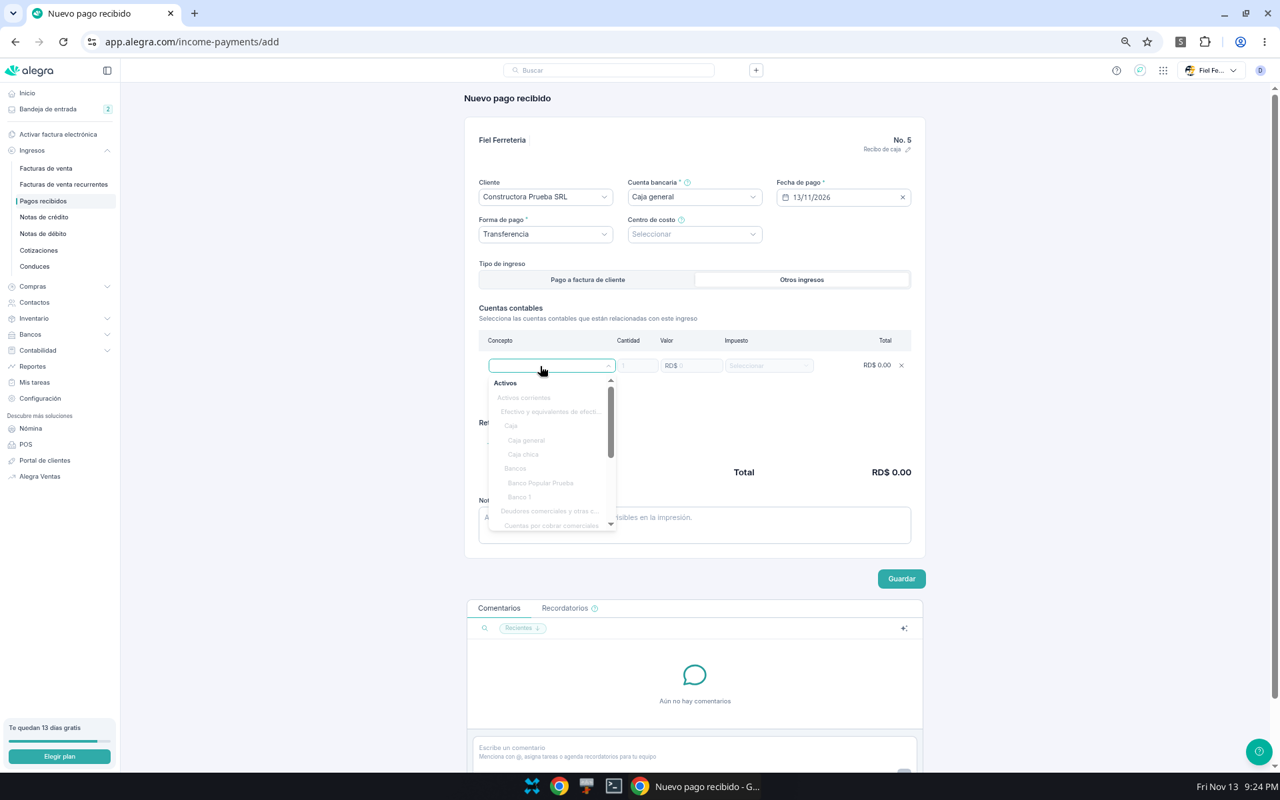 Nuevo pago recibido
app.alegra.com/income-payments/add
alegra
Buscar
Fiel Fe...
D
Inicio
Bandeja de entrada
2
Activar factura electrónica
Ingresos
Facturas de venta
Facturas de venta recurrentes
Pagos recibidos
Notas de crédito
Notas de débito
Cotizaciones
Conduces
Compras
Contactos
Inventario
Bancos
Contabilidad
Reportes
Mis tareas
Configuración
Descubre más soluciones
Nómina
POS
Portal de clientes
Alegra Ventas
Te quedan 13 días gratis
Elegir plan
Nuevo pago recibido
Fiel Ferreteria
No. 5
Recibo de caja
Cliente
Cuenta bancaria *
Fecha de pago *
Constructora Prueba SRL
Caja general
13/11/2026
Forma de pago *
Centro de costo
Transferencia
Seleccionar
Tipo de ingreso
Pago a factura de cliente
Otros ingresos
Cuentas contables
Selecciona las cuentas contables que están relacionadas con este ingreso
Concepto Cantidad Valor Impuesto Total
1 RD$ 0 Seleccionar RD$ 0.00
Activos
Activos corrientes
Efectivo y equivalentes de efecti...
Caja
Caja general
Caja chica
Bancos
Banco Popular Prueba
Banco 1
Deudores comerciales y otras c...
Cuentas por cobrar comerciales
Total RD$ 0.00
en la impresión.
Guardar
Comentarios
Recordatorios
Recientes ↓
Aún no hay comentarios
Escribe un comentario
Menciona con @, asigna tareas o agenda recordatorios para tu equipo
Nuevo pago recibido - G...
Fri Nov 13 9:24 PM